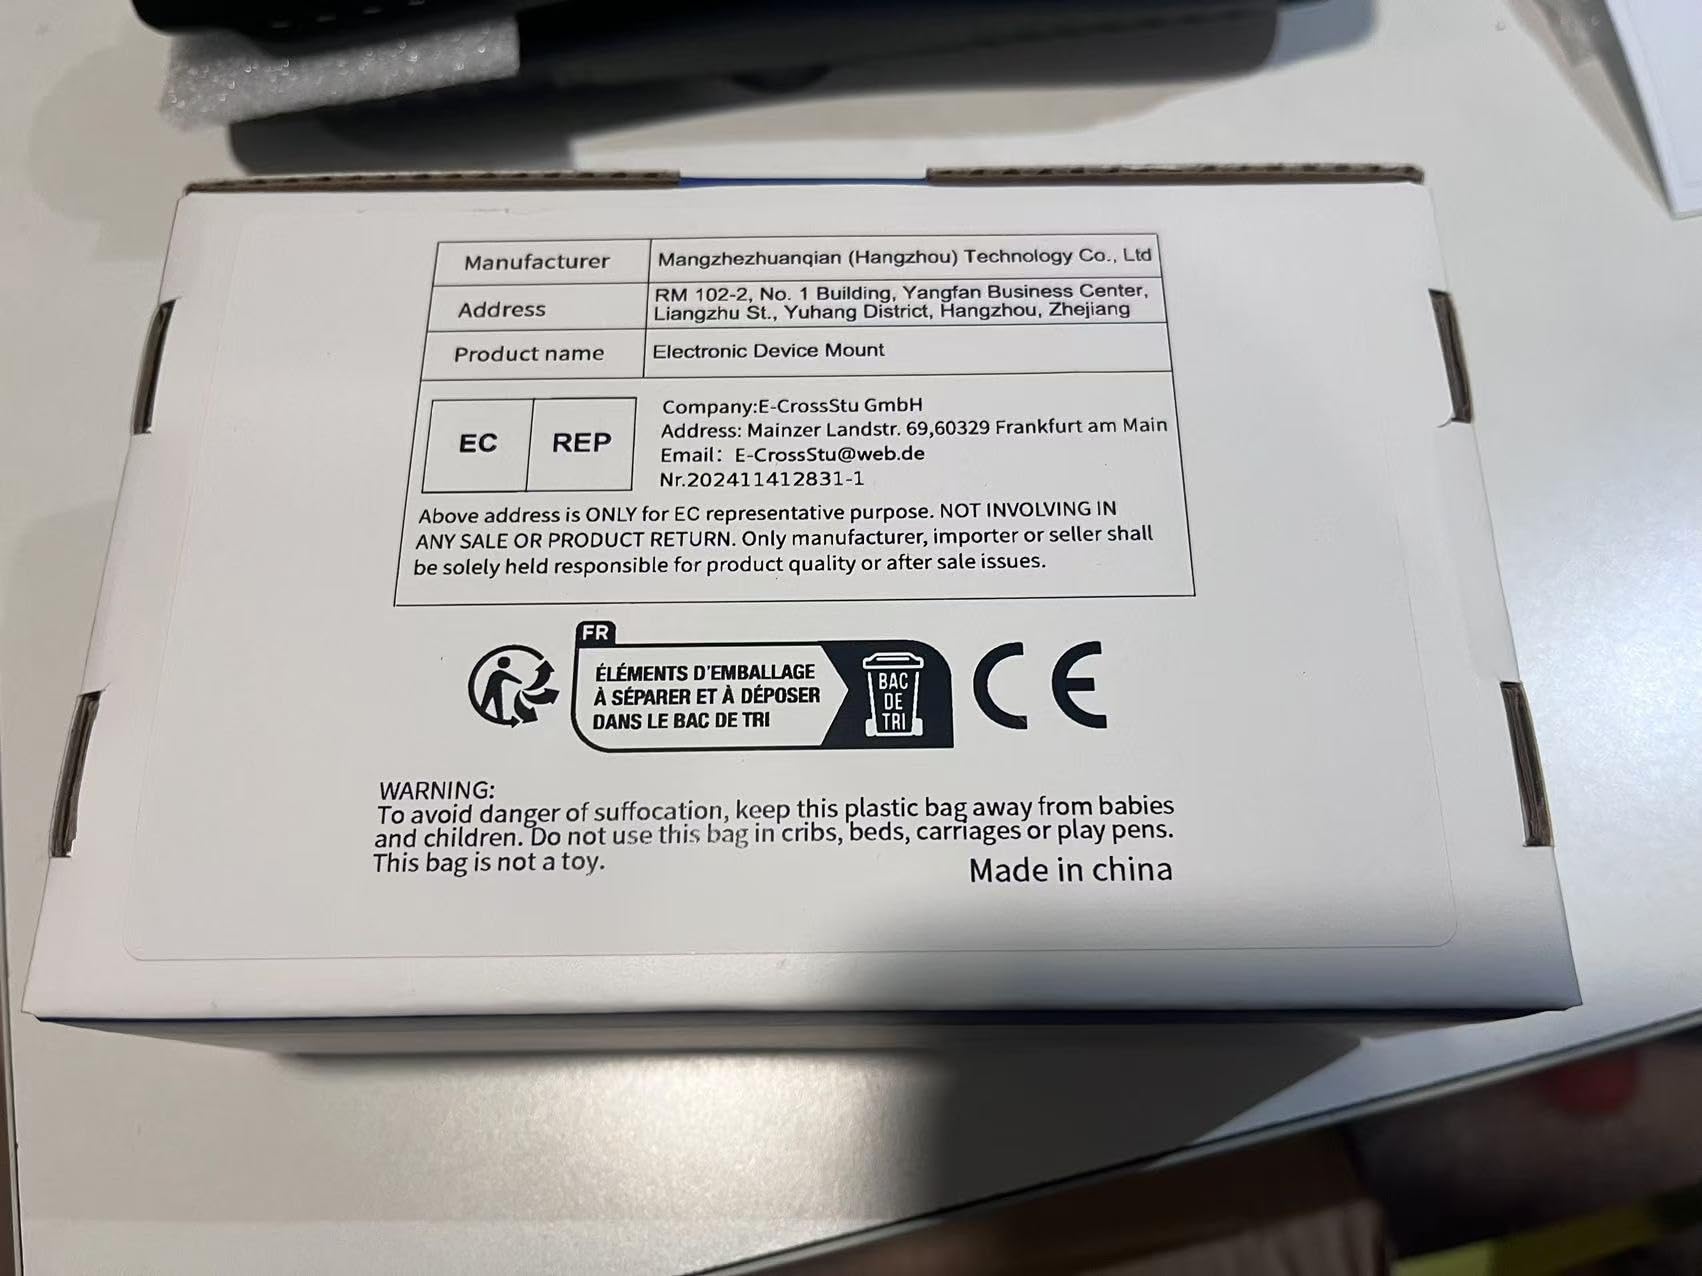 Manufacturer
Mangzhezhuanqian (Hangzhou) Technology Co., Ltd
Address
RM 102-2, No. 1 Building, Yangfan Business Center,
Liangzhu St., Yuhang District, Hangzhou, Zhejiang
Product name
Electronic Device Mount
EC REP
Company:E-CrossStu GmbH
Address: Mainzer Landstr. 69,60329 Frankfurt am Main
Email: E-CrossStu@web.de
Nr.202411412831-1
Above address is ONLY for EC representative purpose. NOT INVOLVING IN
ANY SALE OR PRODUCT RETURN. Only manufacturer, importer or seller shall
be solely held responsible for product quality or after sale issues.
FR
ÉLÉMENTS D'EMBALLAGE
À SÉPARER ET À DÉPOSER
DANS LE BAC DE TRI
BAC
DE
TRI
CE
WARNING:
To avoid danger of suffocation, keep this plastic bag away from babies
and children. Do not use this bag in cribs, beds, carriages or play pens.
This bag is not a toy.
Made in china